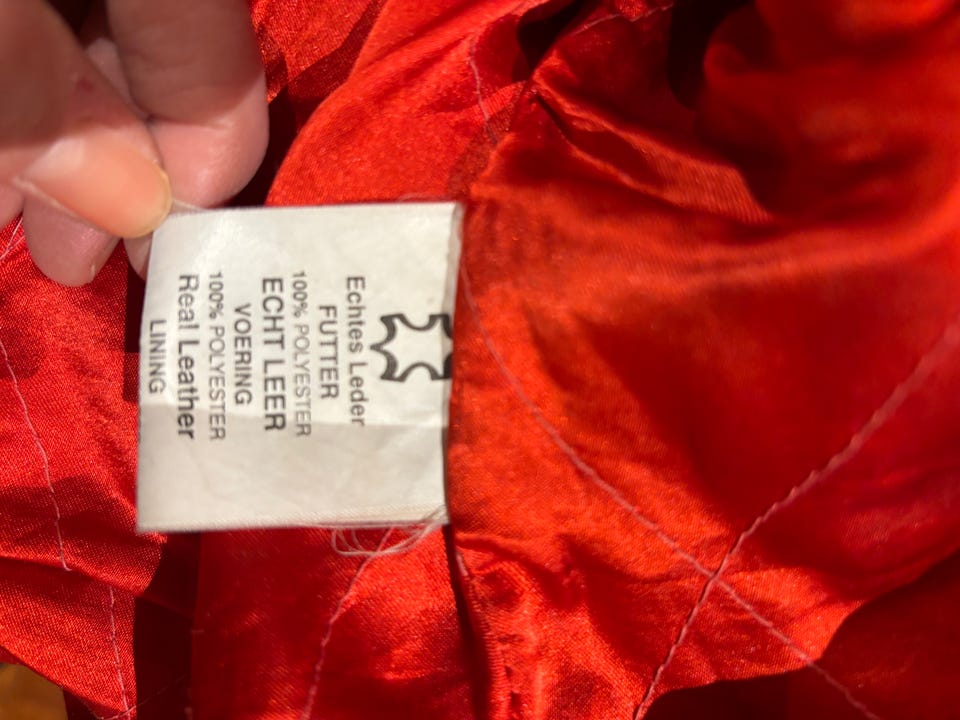 Echtes Leder
FUTTER
100% POLYESTER
ECHT LEER
VOERING
100% POLYESTER
Real Leather
LINING